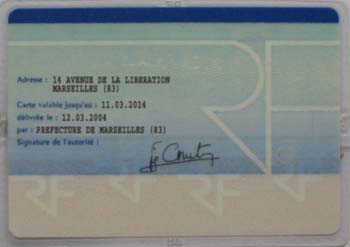 Adresse : 14 AVENUE DE LA LIBERATION
MARSEILLES (83)
Carte valable jusqu'au : 11.03.2014
délivrée le : 12.03.2004
par : PREFECTURE DE MARSEILLES (83)
Signature de l'autorité :
RF